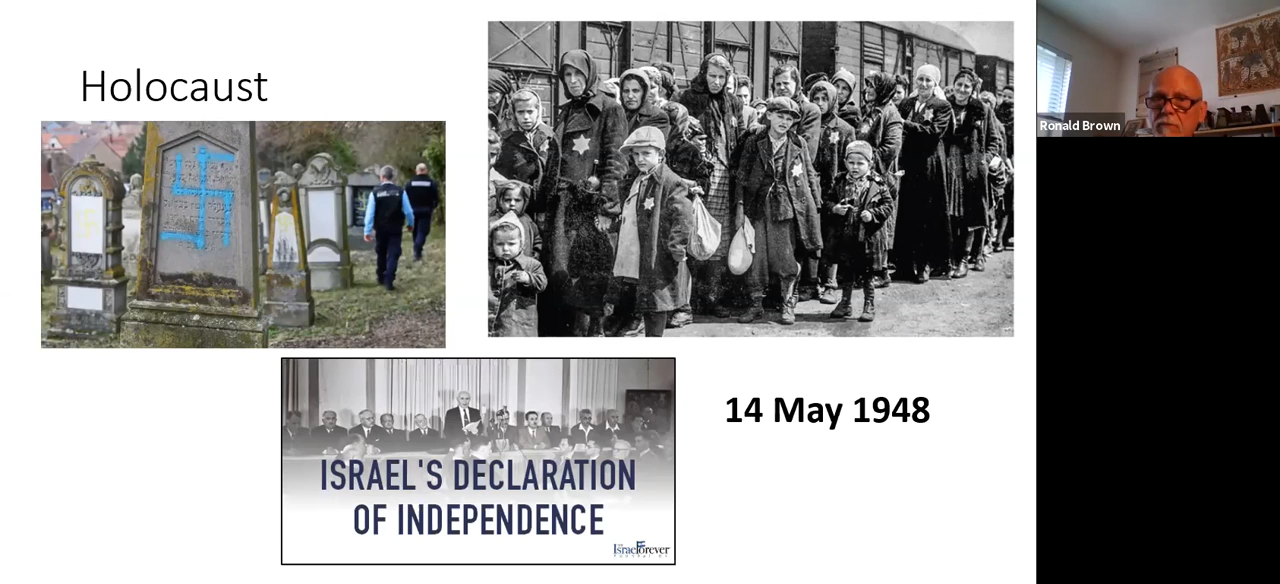 Holocaust
Ronald Brown
14 May 1948
ISRAEL'S DECLARATION
OF INDEPENDENCE
IsraelForever